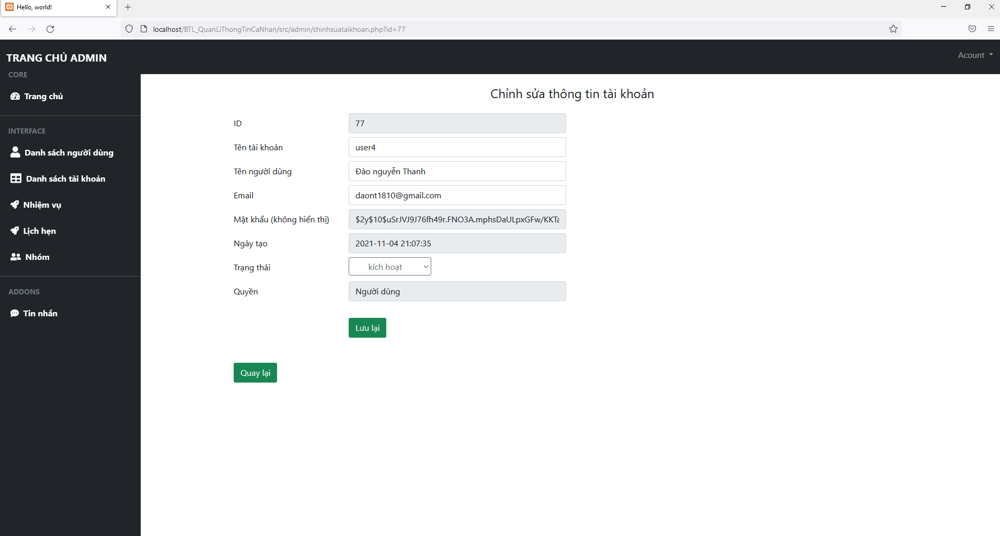 Hello, world!
localhost/BTL_QuanLiThongTinCaNhan/src/admin/chinhsuataikhoan.php?id=77
TRANG CHỦ ADMIN
Acount
CORE
Trang chủ
INTERFACE
Danh sách người dùng
Danh sách tài khoản
Nhiệm vụ
Lịch hẹn
Nhóm
ADDONS
Tin nhắn
Chỉnh sửa thông tin tài khoản
ID 77
Tên tài khoản user4
Tên người dùng Đào nguyễn Thanh
Email daont1810@gmail.com
Mật khẩu (không hiển thị) $2y$10$uSrJVJ9J76fh49r.FNO3A.mphsDaULpxGFw/KKTa
Ngày tạo 2021-11-04 21:07:35
Trạng thái kích hoạt
Quyền Người dùng
Lưu lại
Quay lại